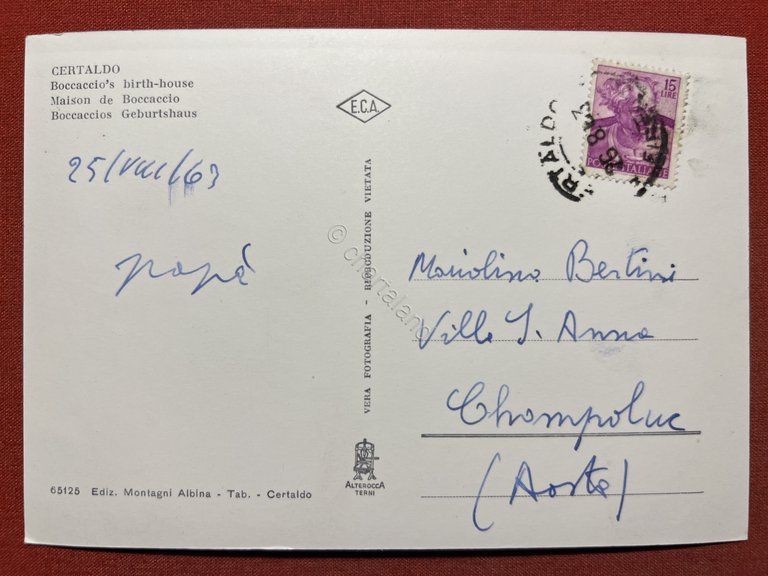 CERTALDO
Boccaccio's birth-house
Maison de Boccaccio
Boccaccios Geburtshaus
25/VIII/63
papà
65125 Ediz. Montagni Albina - Tab. - Certaldo
E.C.A.
VERA FOTOGRAFIA - RIPRODUZIONE VIETATA
© chartaland
ALTEROCCA
TERNI
15
LIRE
POSTE ITALIANE
Mariolina Bertini
Villa S. Anna
Champoluc
(Aosta)